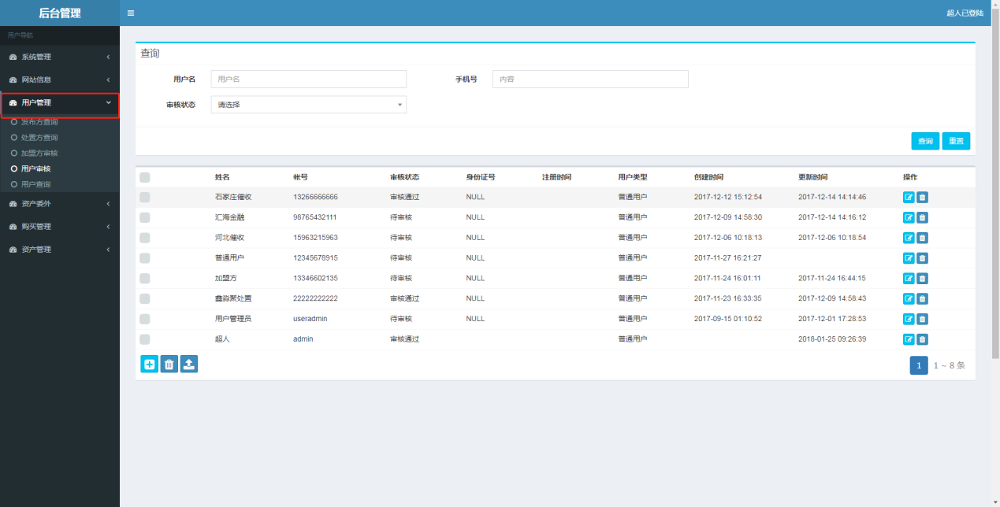 后台管理
超人已登陆
用户导航
系统管理
网站信息
用户管理
发布方查询
处置方查询
加盟方审核
用户审核
用户查询
资产委外
购买管理
资产管理
查询
用户名 用户名 手机号 内容
审核状态 请选择
查询 重置
姓名 帐号 审核状态 身份证号 注册时间 用户类型 创建时间 更新时间 操作
石家庄催收 13266666666 审核通过 NULL 普通用户 2017-12-12 15:12:54 2017-12-14 14:14:46
汇海金融 98765432111 待审核 NULL 普通用户 2017-12-09 14:58:30 2017-12-14 14:16:12
河北催收 15963215963 待审核 NULL 普通用户 2017-12-06 10:18:13 2017-12-06 10:18:54
普通用户 12345678915 待审核 NULL 普通用户 2017-11-27 16:21:27
加盟方 13346602135 待审核 NULL 普通用户 2017-11-24 16:01:11 2017-11-24 16:44:15
鑫淼聚处置 22222222222 审核通过 NULL 普通用户 2017-11-23 16:33:35 2017-12-09 14:58:43
用户管理员 useradmin 待审核 NULL 普通用户 2017-09-15 01:10:52 2017-12-01 17:28:53
超人 admin 审核通过 普通用户 2018-01-25 09:26:39
1 1 ~ 8 条